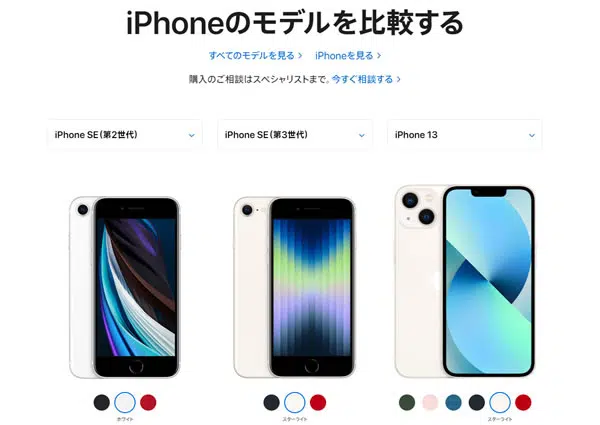 iPhoneのモデルを比較する
すべてのモデルを見る > iPhoneを見る >
購入のご相談はスペシャリストまで。今すぐ相談する >
iPhone SE(第2世代)
iPhone SE(第3世代)
iPhone 13
ホワイト
スターライト
スターライト